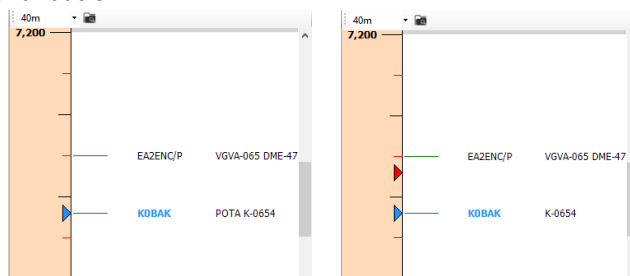 40m
7,200
EA2ENC/P VGVA-065 DME-47
K0BAK POTA K-0654
40m
7,200
EA2ENC/P VGVA-065 DME-47
K0BAK K-0654